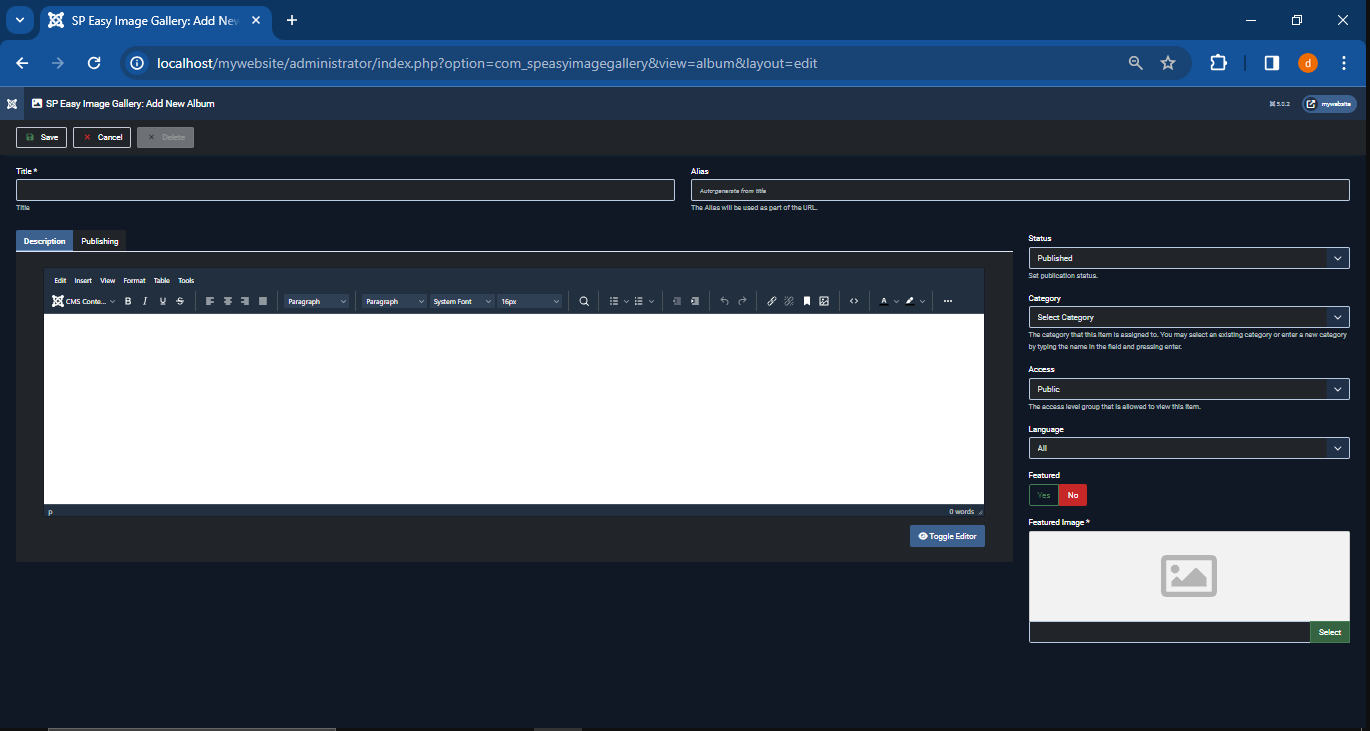 SP Easy Image Gallery: Add New
localhost/mywebsite/administrator/index.php?option=com_speasyimagegallery&view=album&layout=edit
d
SP Easy Image Gallery: Add New Album
5.0.2
mywebsite
Save
Cancel
Delete
Title *
Alias
Auto-generate from title
Title
The Alias will be used as part of the URL.
Description
Publishing
Status
Published
Set publication status.
Edit Insert View Format Table Tools
CMS Conte... B I U S Paragraph Paragraph System Font 16px A
Category
Select Category
The category that this item is assigned to. You may select an existing category or enter a new category
by typing the name in the field and pressing enter.
Access
Public
The access level group that is allowed to view this item.
Language
All
Featured
Yes No
p
0 words
Toggle Editor
Featured Image *
Select